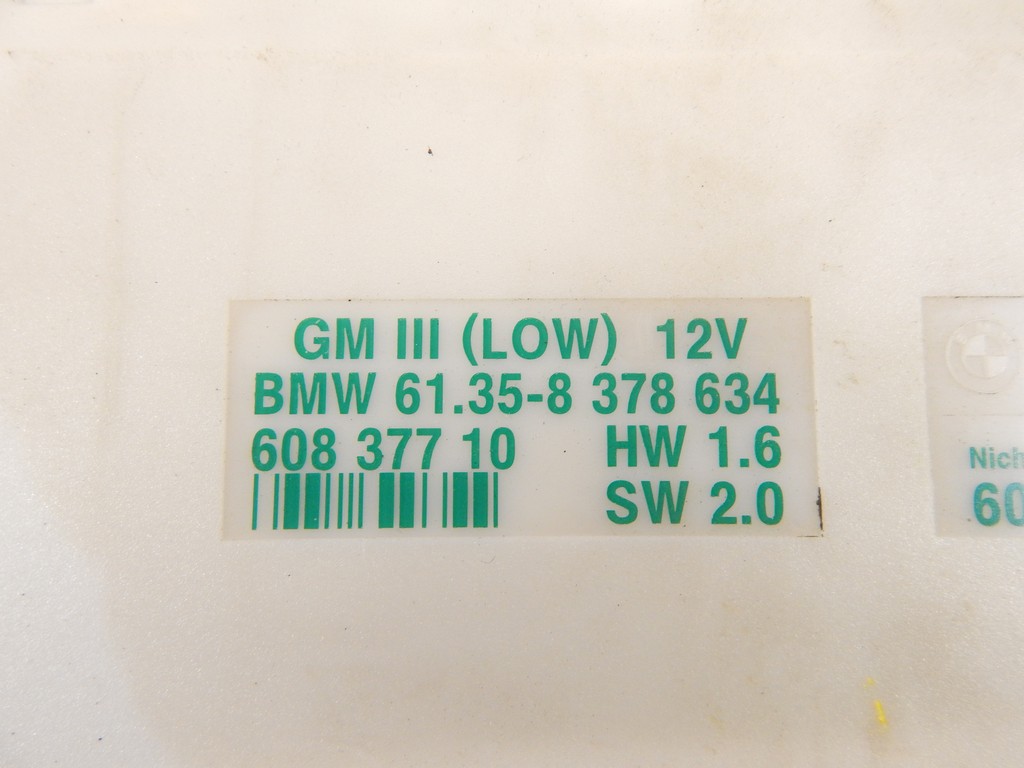 GM III (LOW) 12V
BMW 61.35-8 378 634
608 377 10 HW 1.6
SW 2.0
Nich
60